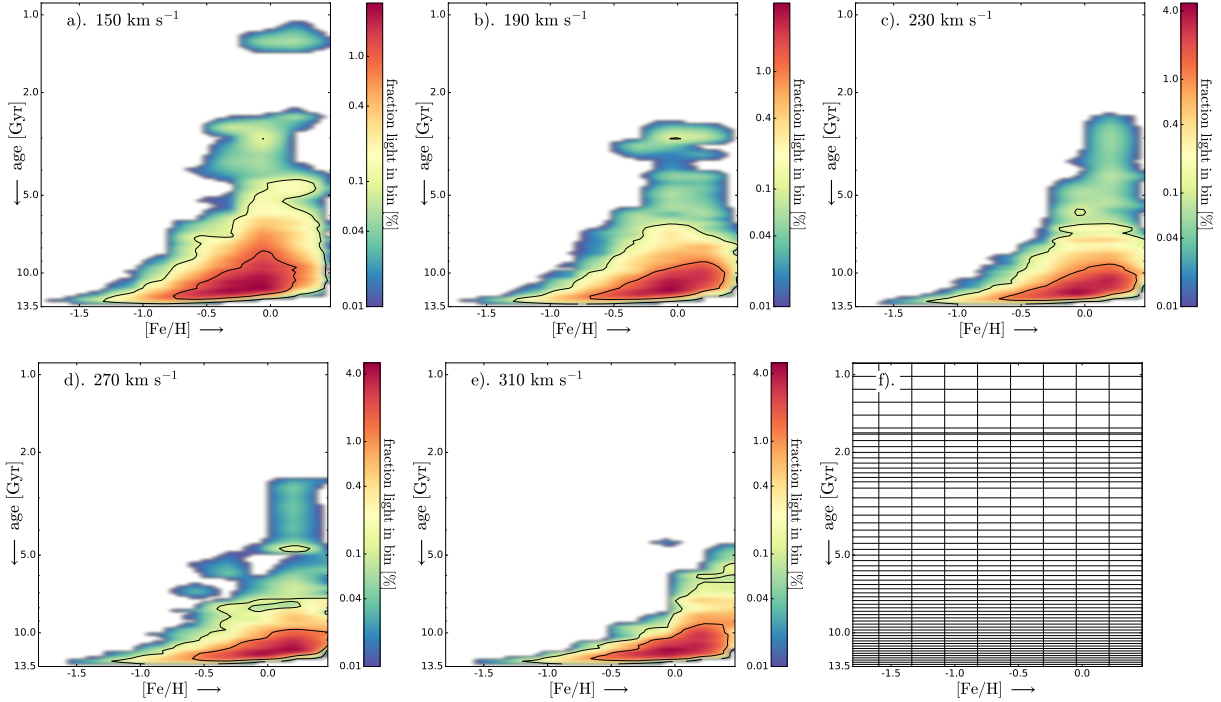 a). 150 km s⁻¹
1.0
2.0
5.0
10.0
13.5
⟵ age [Gyr]
-1.5 -1.0 -0.5 0.0
[Fe/H] ⟶
1.0
0.4
0.1
0.04
0.01
fraction light in bin [%]
b). 190 km s⁻¹
1.0
2.0
5.0
10.0
13.5
⟵ age [Gyr]
-1.5 -1.0 -0.5 0.0
[Fe/H] ⟶
1.0
0.4
0.1
0.04
0.01
fraction light in bin [%]
c). 230 km s⁻¹
1.0
2.0
5.0
10.0
13.5
⟵ age [Gyr]
-1.5 -1.0 -0.5 0.0
[Fe/H] ⟶
4.0
1.0
0.4
0.1
0.04
0.01
fraction light in bin [%]
d). 270 km s⁻¹
1.0
2.0
5.0
10.0
13.5
⟵ age [Gyr]
-1.5 -1.0 -0.5 0.0
[Fe/H] ⟶
4.0
1.0
0.4
0.1
0.04
0.01
fraction light in bin [%]
e). 310 km s⁻¹
1.0
2.0
5.0
10.0
13.5
⟵ age [Gyr]
-1.5 -1.0 -0.5 0.0
[Fe/H] ⟶
4.0
1.0
0.4
0.1
0.04
0.01
fraction light in bin [%]
f).
1.0
2.0
5.0
10.0
13.5
⟵ age [Gyr]
-1.5 -1.0 -0.5 0.0
[Fe/H] ⟶